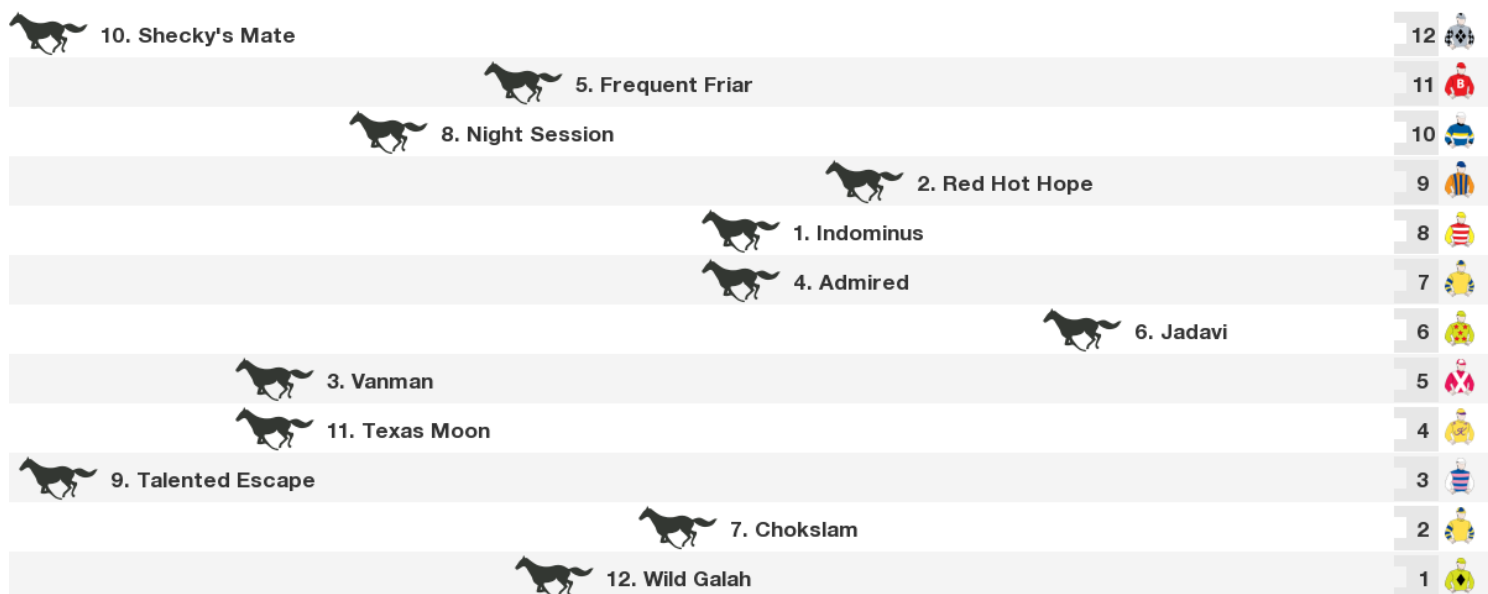 10. Shecky's Mate 12
5. Frequent Friar 11 B
8. Night Session 10
2. Red Hot Hope 9
1. Indominus 8
4. Admired 7
6. Jadavi 6
3. Vanman 5
11. Texas Moon 4 K
9. Talented Escape 3
7. Chokslam 2
12. Wild Galah 1